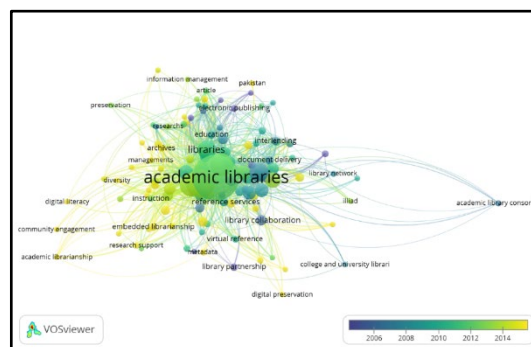 information management
pakistan
article
electronic publishing
preservation
research
education
interlending
archives
libraries
managements
document delivery
academic libraries
library network
diversity
digital literacy
instruction
reference services
illiad
academic library consor
community engagement
embedded librarianship
library collaboration
research support
virtual reference
academic librarianship
metadata
library partnership
college and university librari
digital preservation
VOSviewer
2006 2008 2010 2012 2014